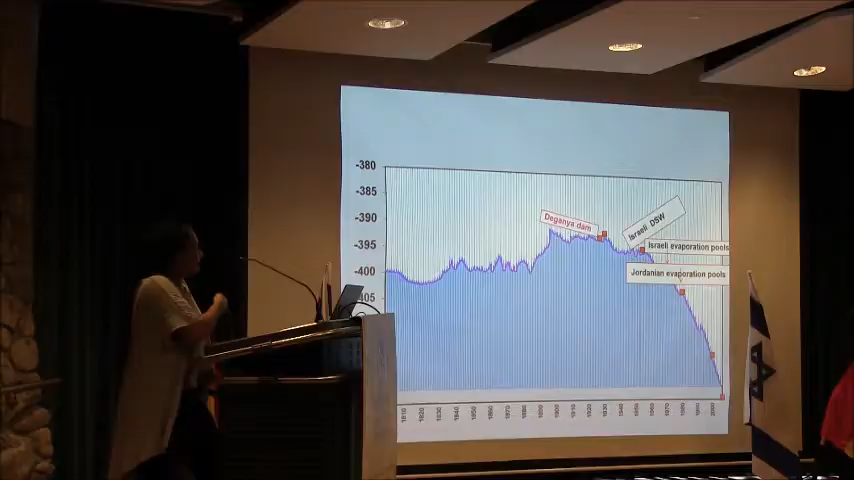 -380
-385
-390
-395
-400
405
Deganya dam
Israeli DSW
Israeli evaporation pools
Jordanian evaporation pools
1810 1820 1830 1840 1850 1860 1870 1880 1890 1900 1910 1920 1930 1940 1950 1960 1970 1980 1990 2000